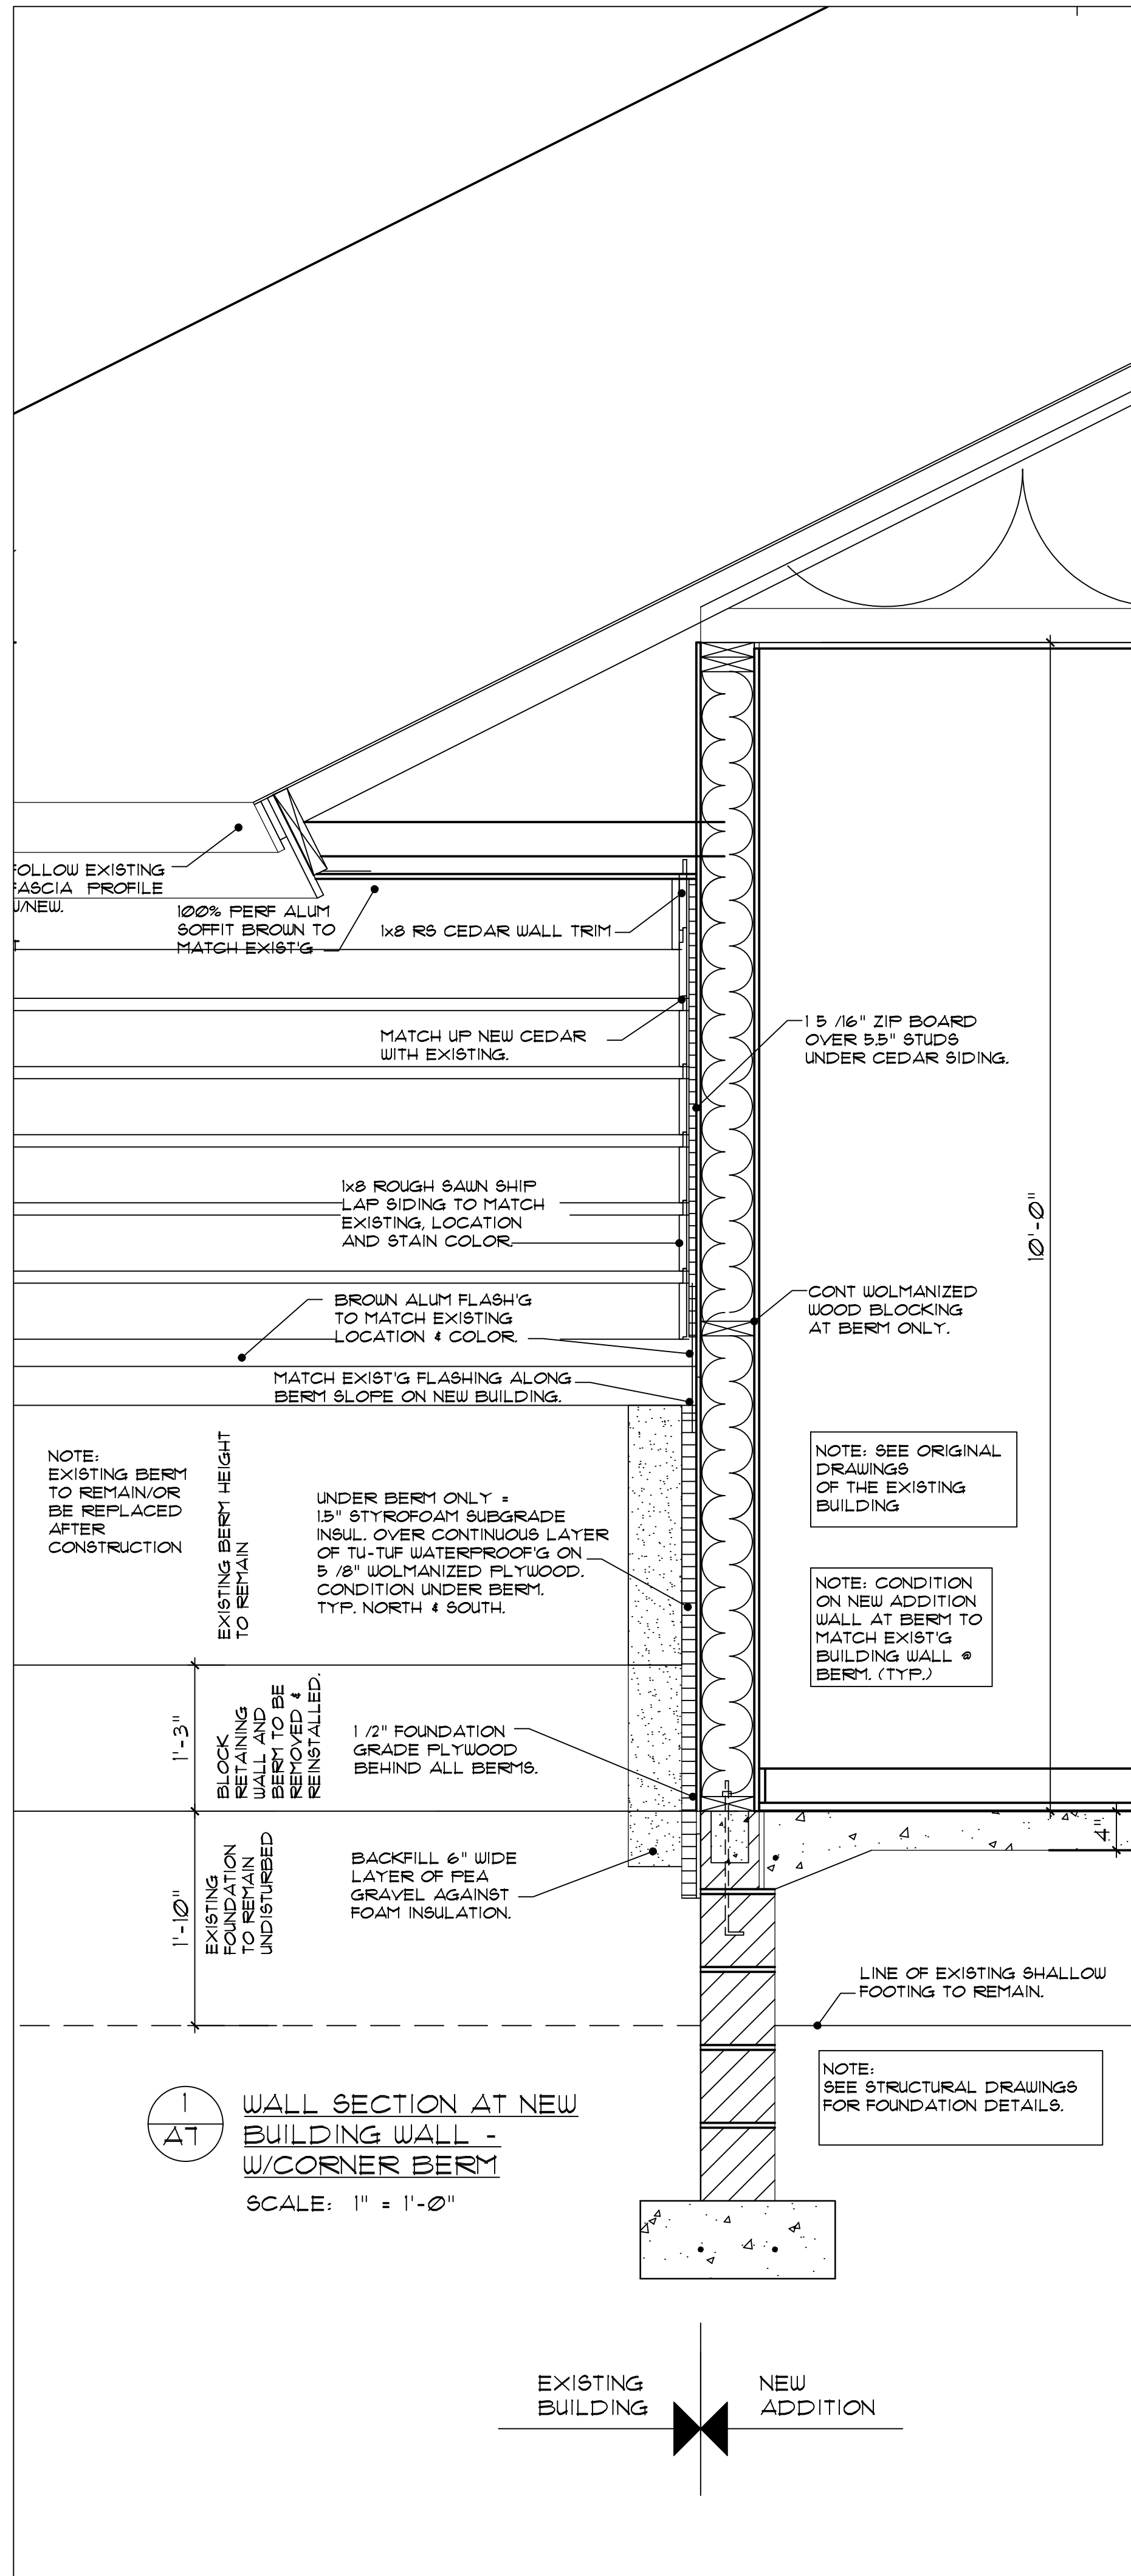 FOLLOW EXISTING
FASCIA PROFILE
W/NEW.
100% PERF ALUM
SOFFIT BROWN TO
MATCH EXIST'G
1x8 RS CEDAR WALL TRIM
MATCH UP NEW CEDAR
WITH EXISTING.
1 5 /16" ZIP BOARD
OVER 5.5" STUDS
UNDER CEDAR SIDING.
1x8 ROUGH SAWN SHIP
LAP SIDING TO MATCH
EXISTING, LOCATION
AND STAIN COLOR.
10'-0"
BROWN ALUM FLASH'G
TO MATCH EXISTING
LOCATION & COLOR.
CONT WOLMANIZED
WOOD BLOCKING
AT BERM ONLY.
MATCH EXIST'G FLASHING ALONG
BERM SLOPE ON NEW BUILDING.
NOTE:
EXISTING BERM
TO REMAIN/OR
BE REPLACED
AFTER
CONSTRUCTION
EXISTING BERM HEIGHT
TO REMAIN
UNDER BERM ONLY =
1.5" STYROFOAM SUBGRADE
INSUL. OVER CONTINUOUS LAYER
OF TU-TUF WATERPROOF'G ON
5 /8" WOLMANIZED PLYWOOD.
CONDITION UNDER BERM.
TYP. NORTH & SOUTH.
NOTE: SEE ORIGINAL
DRAWINGS
OF THE EXISTING
BUILDING
NOTE: CONDITION
ON NEW ADDITION
WALL AT BERM TO
MATCH EXIST'G
BUILDING WALL @
BERM. (TYP.)
1'-3"
BLOCK
RETAINING
WALL AND
BERM TO BE
REMOVED &
REINSTALLED.
1 /2" FOUNDATION
GRADE PLYWOOD
BEHIND ALL BERMS.
4"
1'-10"
EXISTING
FOUNDATION
TO REMAIN
UNDISTURBED
BACKFILL 6" WIDE
LAYER OF PEA
GRAVEL AGAINST
FOAM INSULATION.
LINE OF EXISTING SHALLOW
FOOTING TO REMAIN.
NOTE:
SEE STRUCTURAL DRAWINGS
FOR FOUNDATION DETAILS.
1
A7
WALL SECTION AT NEW
BUILDING WALL -
W/CORNER BERM
SCALE: 1" = 1'-0"
EXISTING
BUILDING
NEW
ADDITION